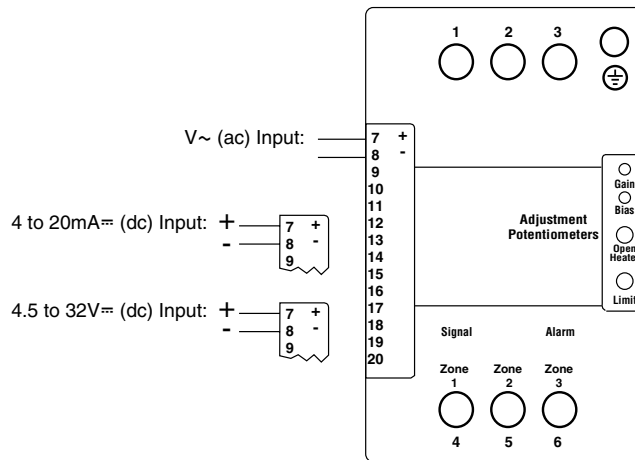 1 2 3
V~ (ac) Input:
7 +
8 -
9
10
11
12
13
14
15
16
17
18
19
20
4 to 20mA⎓ (dc) Input: + 7 +
- 8 -
9
4.5 to 32V⎓ (dc) Input: + 7 +
- 8 -
9
Adjustment
Potentiometers
Gain
Bias
Open
Heater
Limit
Signal Alarm
Zone Zone Zone
1 2 3
4 5 6